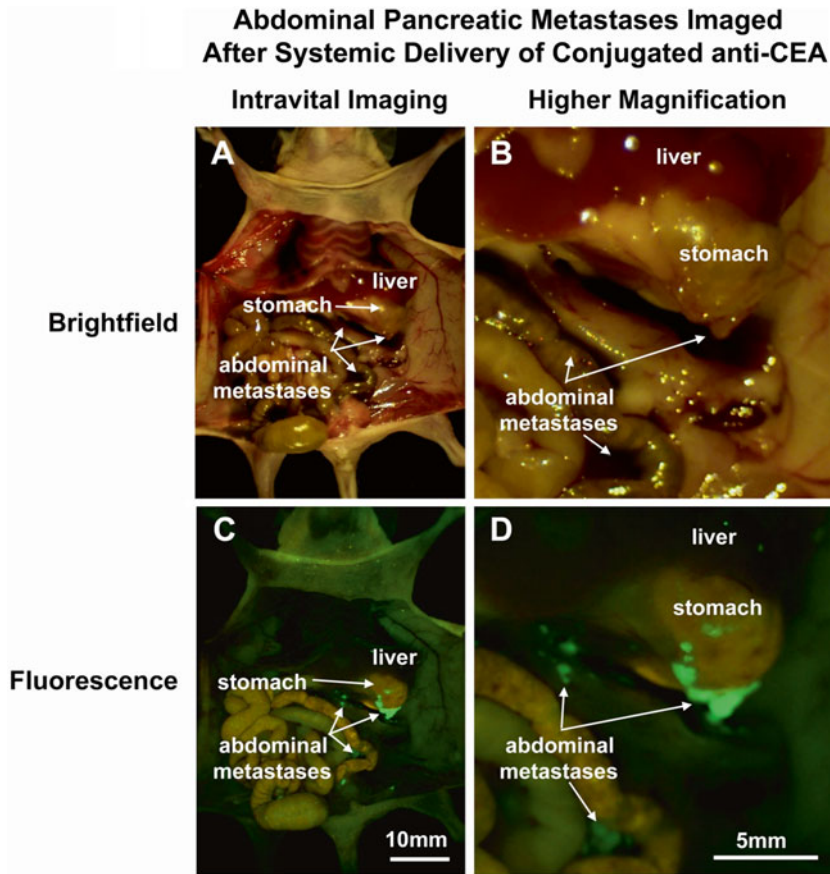 Abdominal Pancreatic Metastases Imaged
After Systemic Delivery of Conjugated anti-CEA
Intravital Imaging
Higher Magnification
Brightfield
A
liver
stomach
abdominal
metastases
B
liver
stomach
abdominal
metastases
Fluorescence
C
liver
stomach
abdominal
metastases
10mm
D
liver
stomach
abdominal
metastases
5mm